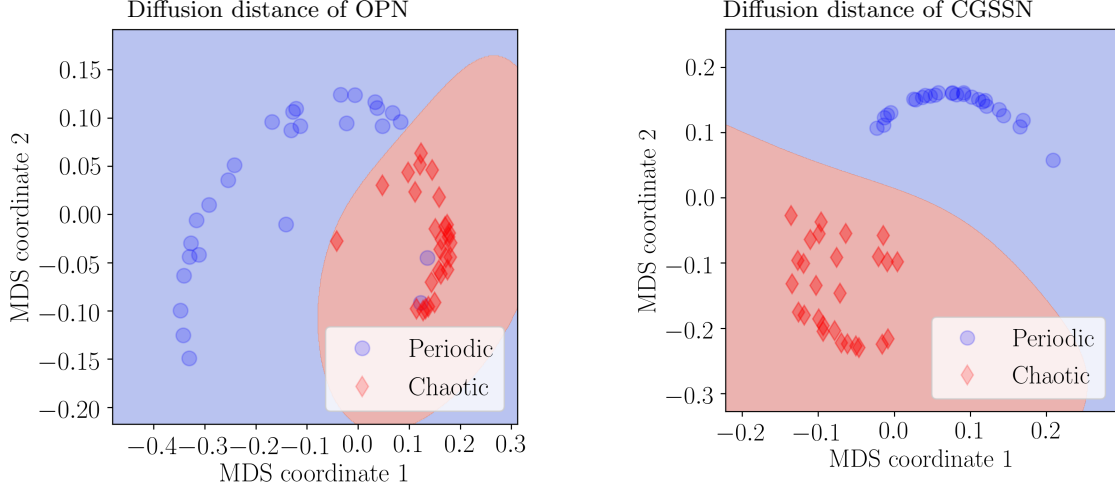 Diffusion distance of OPN
MDS coordinate 2
0.15
0.10
0.05
0.00
−0.05
−0.10
−0.15
−0.20
−0.4
−0.3
−0.2
−0.1
0.0
0.1
0.2
0.3
MDS coordinate 1
Periodic
Chaotic
Diffusion distance of CGSSN
MDS coordinate 2
0.2
0.1
0.0
−0.1
−0.2
−0.3
−0.2
−0.1
0.0
0.1
0.2
MDS coordinate 1
Periodic
Chaotic